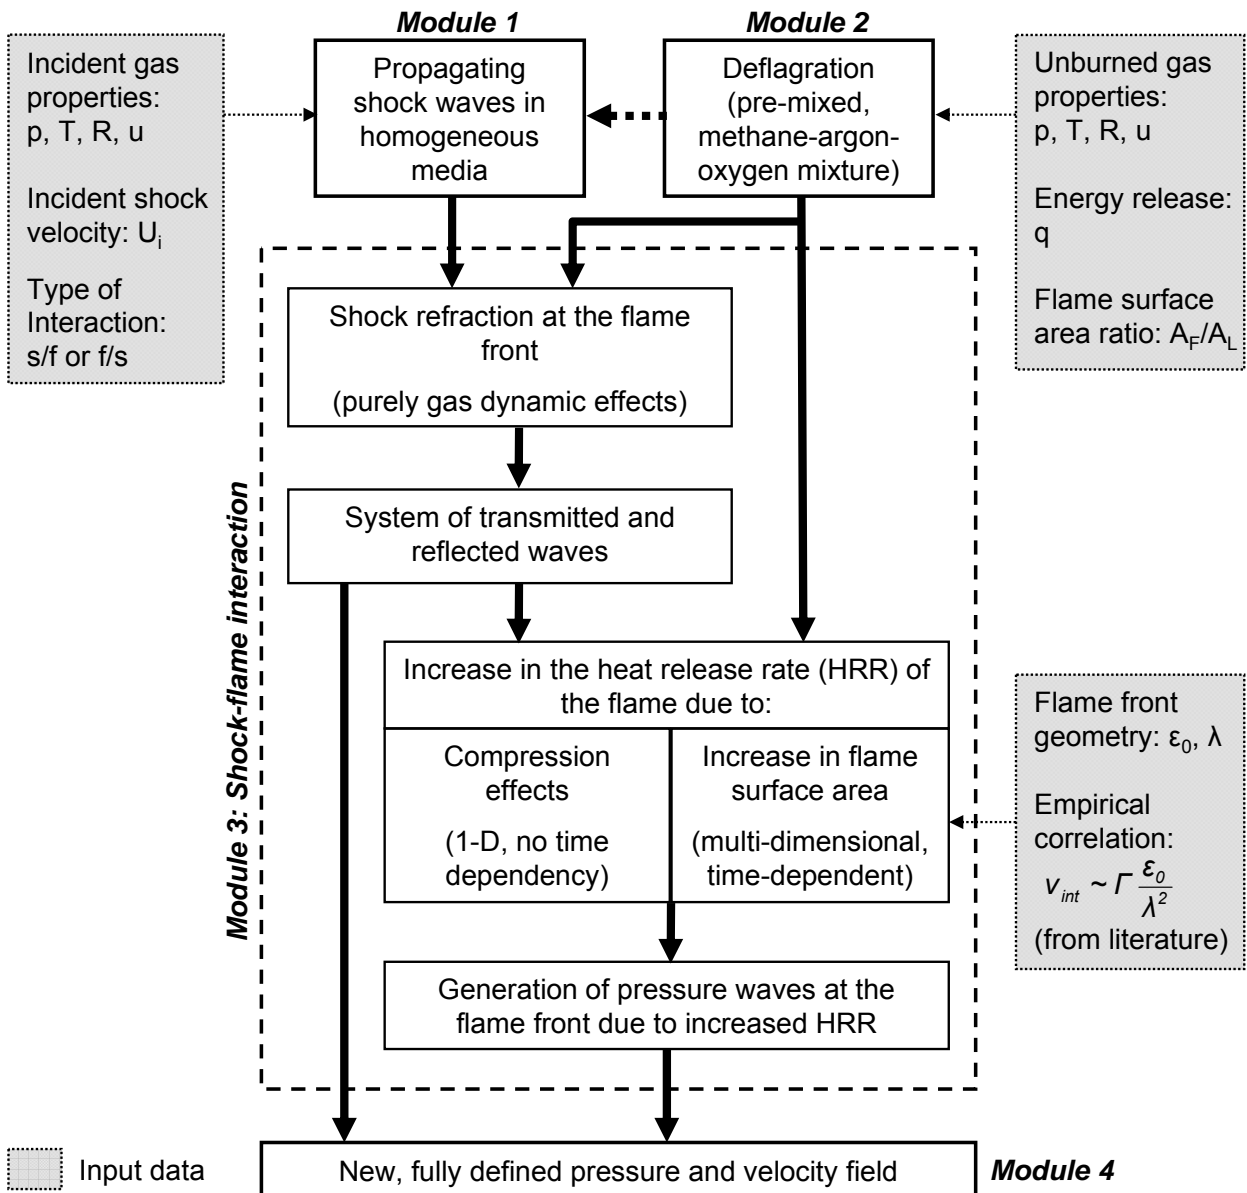 Module 1
Module 2
Incident gas
properties:
p, T, R, u
Incident shock
velocity: Uᵢ
Type of
Interaction:
s/f or f/s
Propagating
shock waves in
homogeneous
media
Deflagration
(pre-mixed,
methane-argon-
oxygen mixture)
Unburned gas
properties:
p, T, R, u
Energy release:
q
Flame surface
area ratio: A_F/A_L
Module 3: Shock-flame interaction
Shock refraction at the flame
front
(purely gas dynamic effects)
System of transmitted and
reflected waves
Increase in the heat release rate (HRR) of
the flame due to:
Compression
effects
(1-D, no time
dependency)
Increase in flame
surface area
(multi-dimensional,
time-dependent)
Flame front
geometry: ε₀, λ
Empirical
correlation:
v_int ~ Γ ε₀/λ²
(from literature)
Generation of pressure waves at the
flame front due to increased HRR
Input data
New, fully defined pressure and velocity field
Module 4